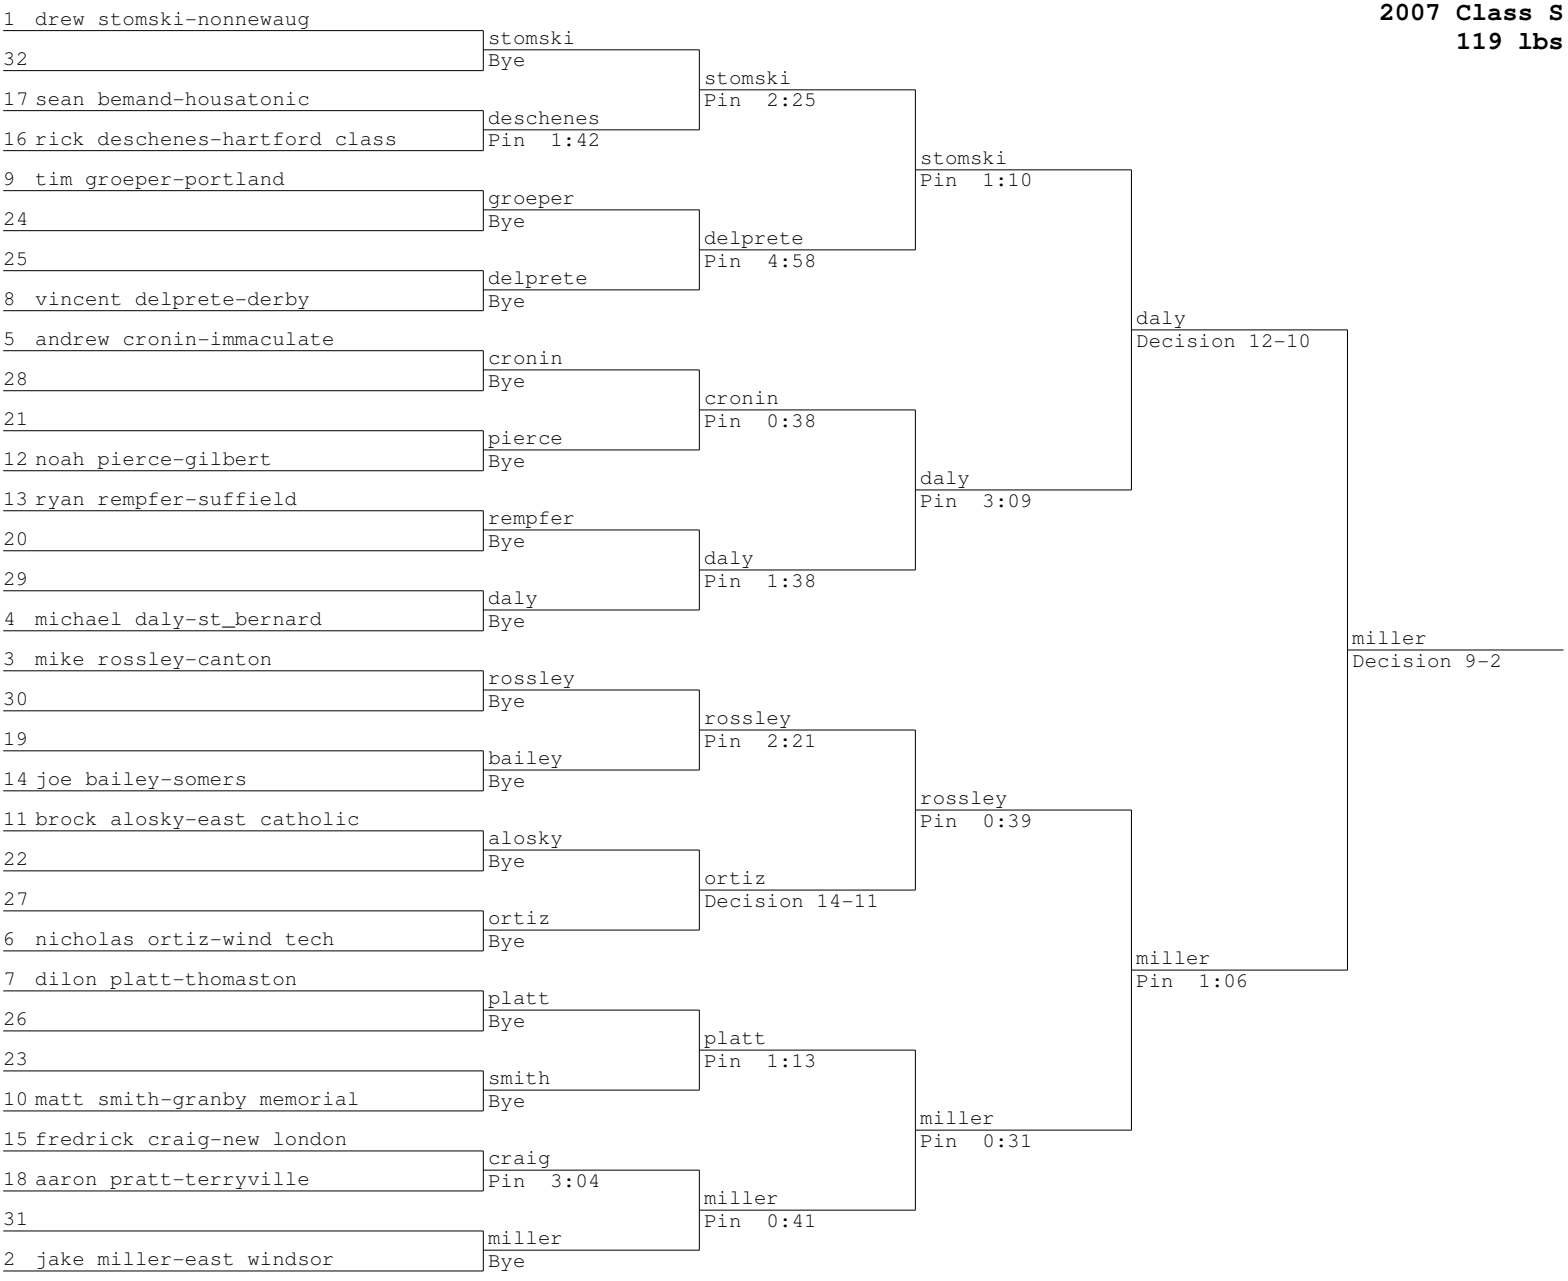 2007 Class S
119 lbs
1 drew stomski-nonnewaug
32
17 sean bemand-housatonic
16 rick deschenes-hartford class
9 tim groeper-portland
24
25
8 vincent delprete-derby
5 andrew cronin-immaculate
28
21
12 noah pierce-gilbert
13 ryan rempfer-suffield
20
29
4 michael daly-st_bernard
3 mike rossley-canton
30
19
14 joe bailey-somers
11 brock alosky-east catholic
22
27
6 nicholas ortiz-wind tech
7 dilon platt-thomaston
26
23
10 matt smith-granby memorial
15 fredrick craig-new london
18 aaron pratt-terryville
31
2 jake miller-east windsor
stomski
Bye
deschenes
Pin 1:42
groeper
Bye
delprete
Bye
cronin
Bye
pierce
Bye
rempfer
Bye
daly
Bye
rossley
Bye
bailey
Bye
alosky
Bye
ortiz
Bye
platt
Bye
smith
Bye
craig
Pin 3:04
miller
Bye
stomski
Pin 2:25
delprete
Pin 4:58
cronin
Pin 0:38
daly
Pin 1:38
rossley
Pin 2:21
ortiz
Decision 14-11
platt
Pin 1:13
miller
Pin 0:41
stomski
Pin 1:10
daly
Pin 3:09
rossley
Pin 0:39
miller
Pin 0:31
daly
Decision 12-10
miller
Pin 1:06
miller
Decision 9-2